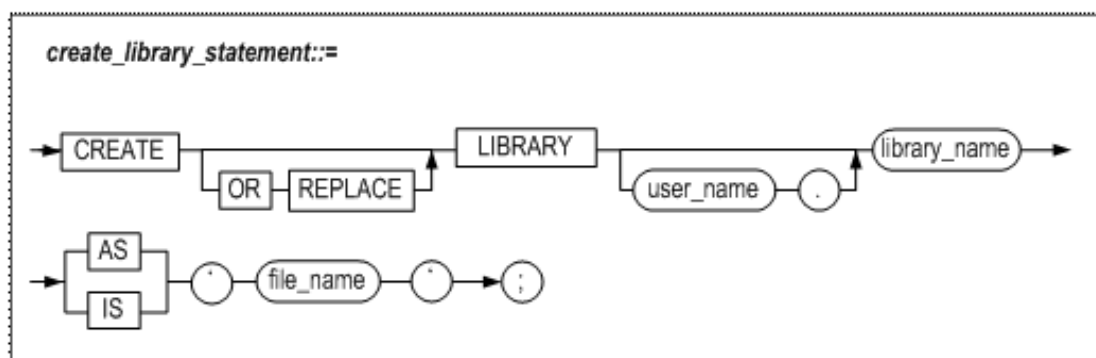 create_library_statement::=
CREATE LIBRARY library_name
OR REPLACE user_name .
AS
' file_name ' ;
IS